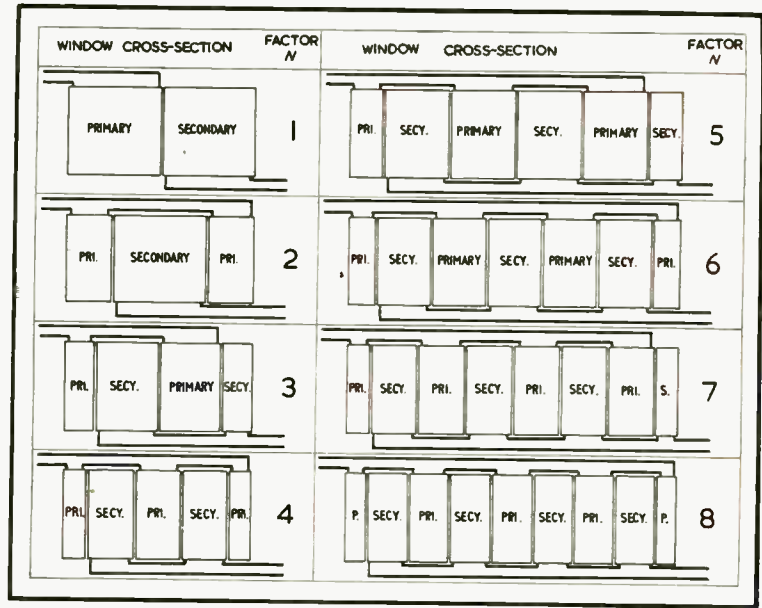 WINDOW CROSS-SECTION FACTOR N
PRIMARY SECONDARY 1
PRI. SECONDARY PRI. 2
PRI. SECY. PRIMARY SECY. 3
PRI. SECY. PRI. SECY. PRI. 4
WINDOW CROSS-SECTION FACTOR N
PRI. SECY. PRIMARY SECY. PRIMARY SECY. 5
PRI. SECY. PRIMARY SECY. PRIMARY SECY. PRI. 6
PRI. SECY. PRI. SECY. PRI. SECY. PRI. S. 7
P. SECY. PRI. SECY. PRI. SECY. PRI. SECY. P. 8